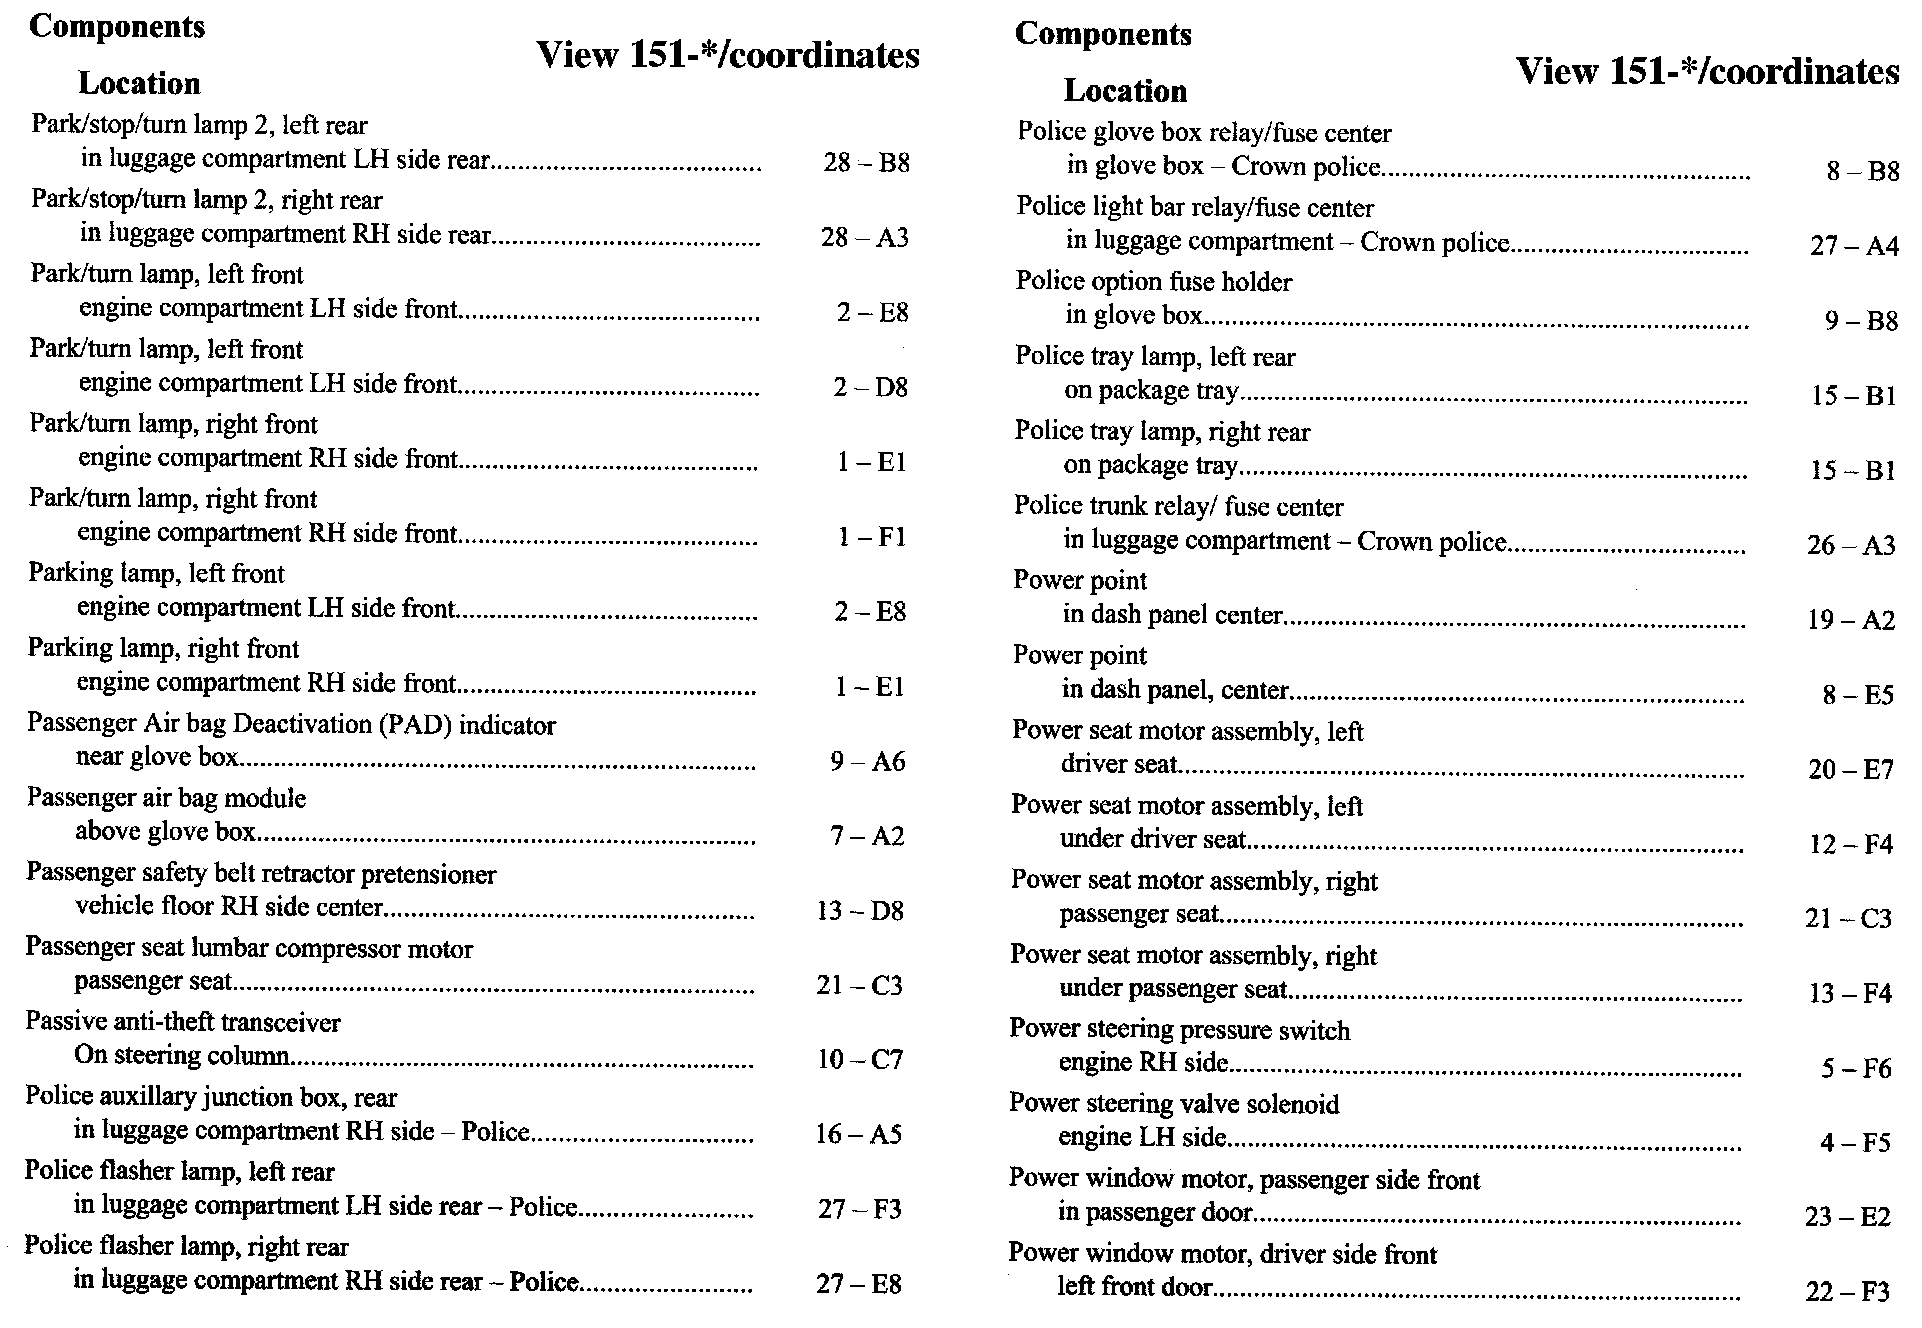 Components
View 151-*/coordinates
Location
Park/stop/turn lamp 2, left rear
in luggage compartment LH side rear................................................ 28 – B8
Park/stop/turn lamp 2, right rear
in luggage compartment RH side rear................................................ 28 – A3
Park/turn lamp, left front
engine compartment LH side front...................................................... 2 – E8
Park/turn lamp, left front
engine compartment LH side front...................................................... 2 – D8
Park/turn lamp, right front
engine compartment RH side front...................................................... 1 – E1
Park/turn lamp, right front
engine compartment RH side front...................................................... 1 – F1
Parking lamp, left front
engine compartment LH side front...................................................... 2 – E8
Parking lamp, right front
engine compartment RH side front...................................................... 1 – E1
Passenger Air bag Deactivation (PAD) indicator
near glove box............................................................................................ 9 – A6
Passenger air bag module
above glove box......................................................................................... 7 – A2
Passenger safety belt retractor pretensioner
vehicle floor RH side center.................................................................. 13 – D8
Passenger seat lumbar compressor motor
passenger seat............................................................................................. 21 – C3
Passive anti-theft transceiver
On steering column................................................................................... 10 – C7
Police auxillary junction box, rear
in luggage compartment RH side – Police........................................ 16 – A5
Police flasher lamp, left rear
in luggage compartment LH side rear – Police............................... 27 – F3
Police flasher lamp, right rear
in luggage compartment RH side rear – Police............................... 27 – E8
Components
View 151-*/coordinates
Location
Police glove box relay/fuse center
in glove box – Crown police.................................................................. 8 – B8
Police light bar relay/fuse center
in luggage compartment – Crown police........................................... 27 – A4
Police option fuse holder
in glove box................................................................................................. 9 – B8
Police tray lamp, left rear
on package tray.......................................................................................... 15 – B1
Police tray lamp, right rear
on package tray.......................................................................................... 15 – B1
Police trunk relay/ fuse center
in luggage compartment – Crown police........................................... 26 – A3
Power point
in dash panel center................................................................................... 19 – A2
Power point
in dash panel, center.................................................................................. 8 – E5
Power seat motor assembly, left
driver seat..................................................................................................... 20 – E7
Power seat motor assembly, left
under driver seat......................................................................................... 12 – F4
Power seat motor assembly, right
passenger seat.............................................................................................. 21 – C3
Power seat motor assembly, right
under passenger seat.................................................................................. 13 – F4
Power steering pressure switch
engine RH side............................................................................................ 5 – F6
Power steering valve solenoid
engine LH side............................................................................................ 4 – F5
Power window motor, passenger side front
in passenger door........................................................................................ 23 – E2
Power window motor, driver side front
left front door............................................................................................... 22 – F3